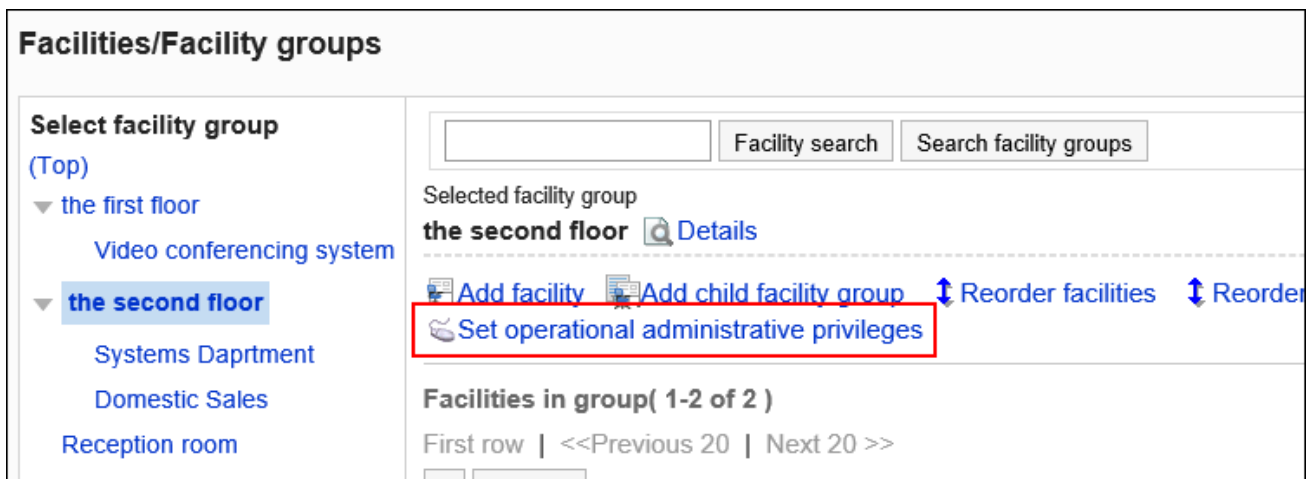 Facilities/Facility groups
Select facility group
(Top)
the first floor
Video conferencing system
the second floor
Systems Daprtment
Domestic Sales
Reception room
Facility search Search facility groups
Selected facility group
the second floor Details
Add facility Add child facility group Reorder facilities Reorder
Set operational administrative privileges
Facilities in group( 1-2 of 2 )
First row | <<Previous 20 | Next 20 >>